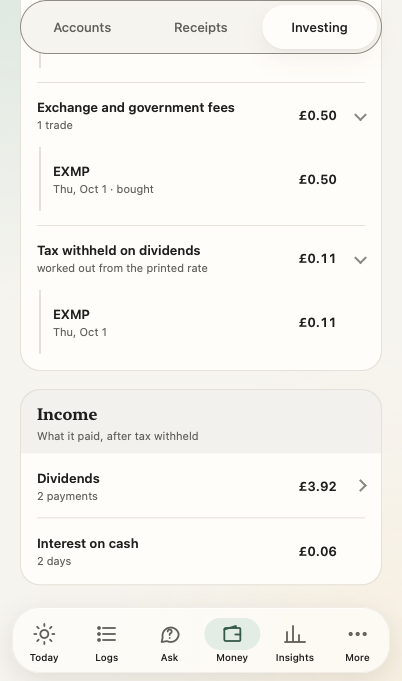 Accounts
Receipts
Investing
Exchange and government fees
£0.50
1 trade
EXMP
£0.50
Thu, Oct 1 · bought
Tax withheld on dividends
£0.11
worked out from the printed rate
EXMP
£0.11
Thu, Oct 1
Income
What it paid, after tax withheld
Dividends
£3.92
2 payments
Interest on cash
£0.06
2 days
Today
Logs
Ask
Money
Insights
More